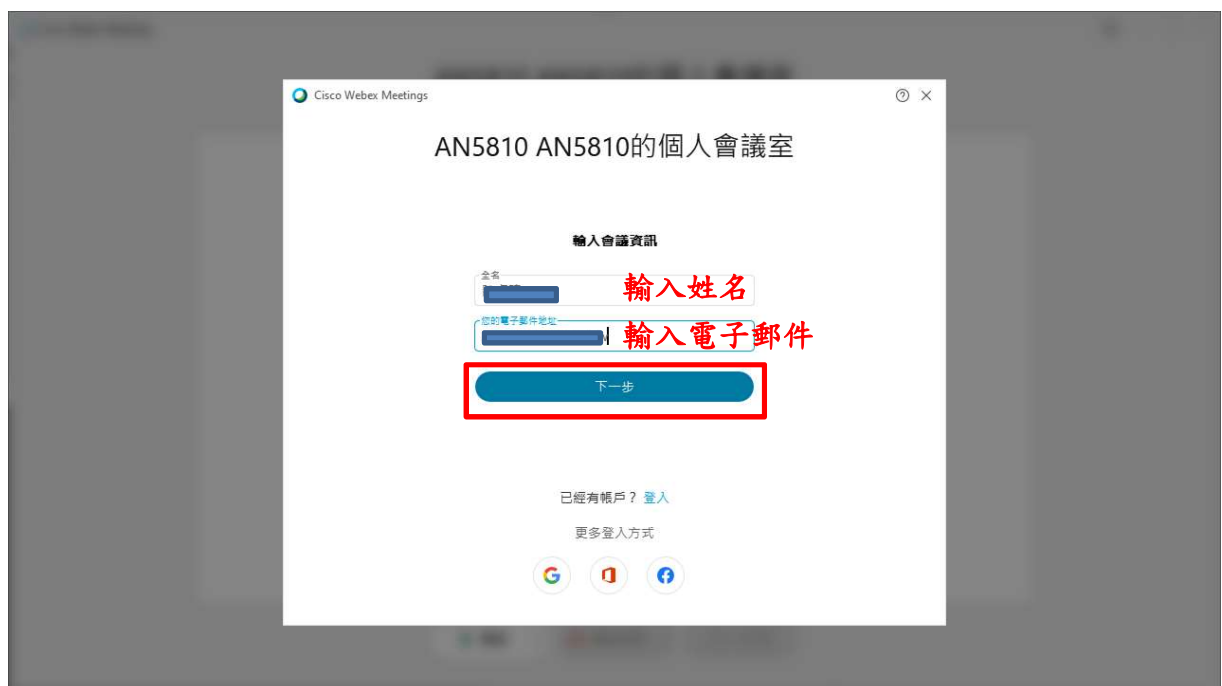 Cisco Webex Meetings
AN5810 AN5810的個人會議室
輸入會議資訊
全名
輸入姓名
您的電子郵件地址
輸入電子郵件
下一步
已經有帳戶？ 登入
更多登入方式